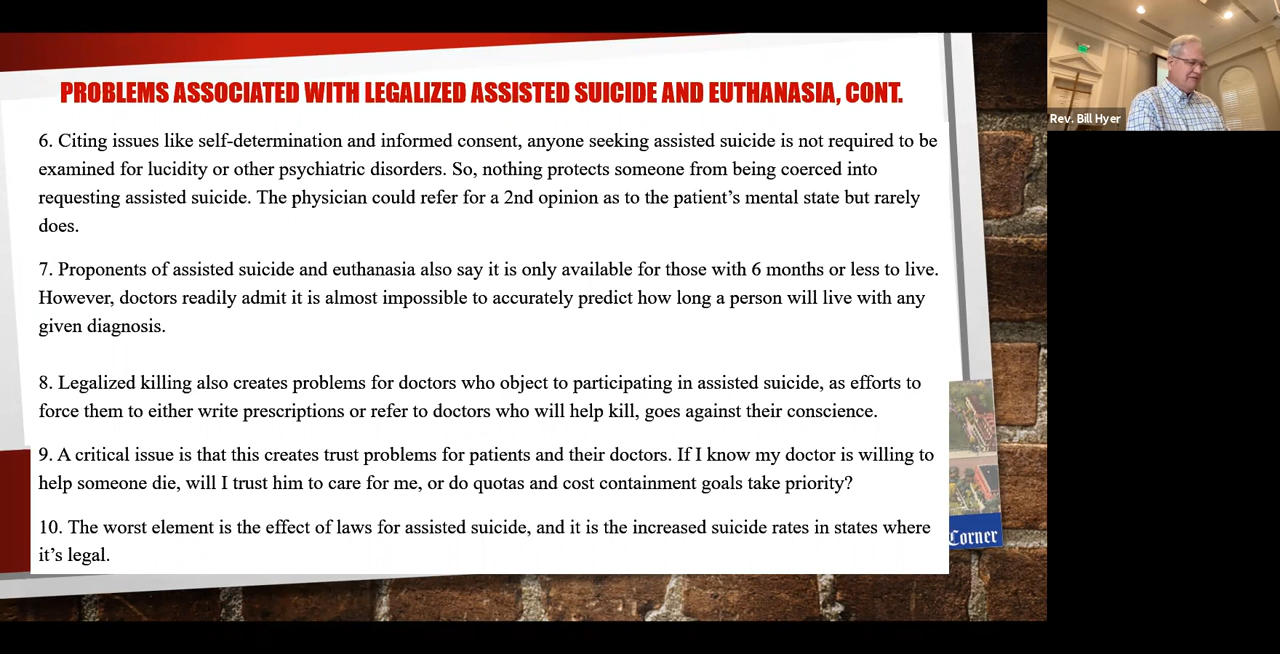 PROBLEMS ASSOCIATED WITH LEGALIZED ASSISTED SUICIDE AND EUTHANASIA, CONT.
Rev. Bill Hyer
6. Citing issues like self-determination and informed consent, anyone seeking assisted suicide is not required to be
examined for lucidity or other psychiatric disorders. So, nothing protects someone from being coerced into
requesting assisted suicide. The physician could refer for a 2nd opinion as to the patient’s mental state but rarely
does.
7. Proponents of assisted suicide and euthanasia also say it is only available for those with 6 months or less to live.
However, doctors readily admit it is almost impossible to accurately predict how long a person will live with any
given diagnosis.
8. Legalized killing also creates problems for doctors who object to participating in assisted suicide, as efforts to
force them to either write prescriptions or refer to doctors who will help kill, goes against their conscience.
9. A critical issue is that this creates trust problems for patients and their doctors. If I know my doctor is willing to
help someone die, will I trust him to care for me, or do quotas and cost containment goals take priority?
10. The worst element is the effect of laws for assisted suicide, and it is the increased suicide rates in states where
it’s legal.
Corner